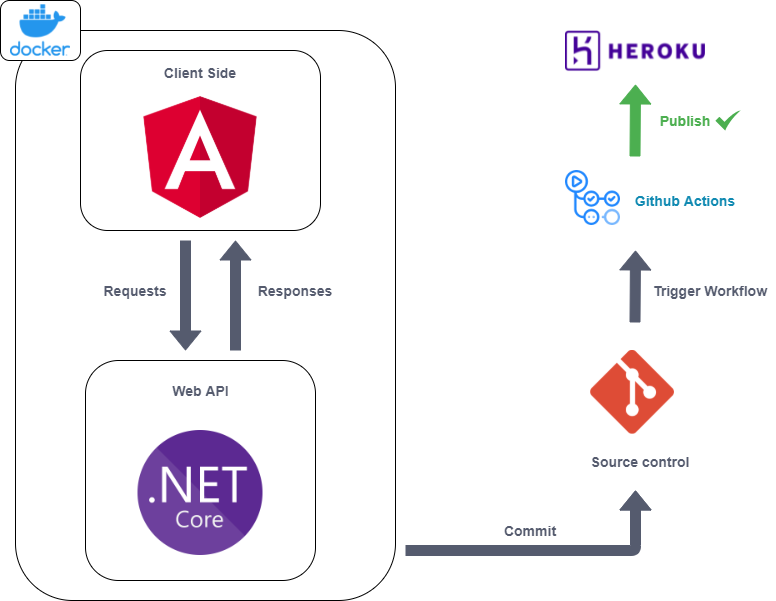 docker
Client Side
Requests
Responses
Web API
.NET
Core
HEROKU
Publish
Github Actions
Trigger Workflow
Source control
Commit